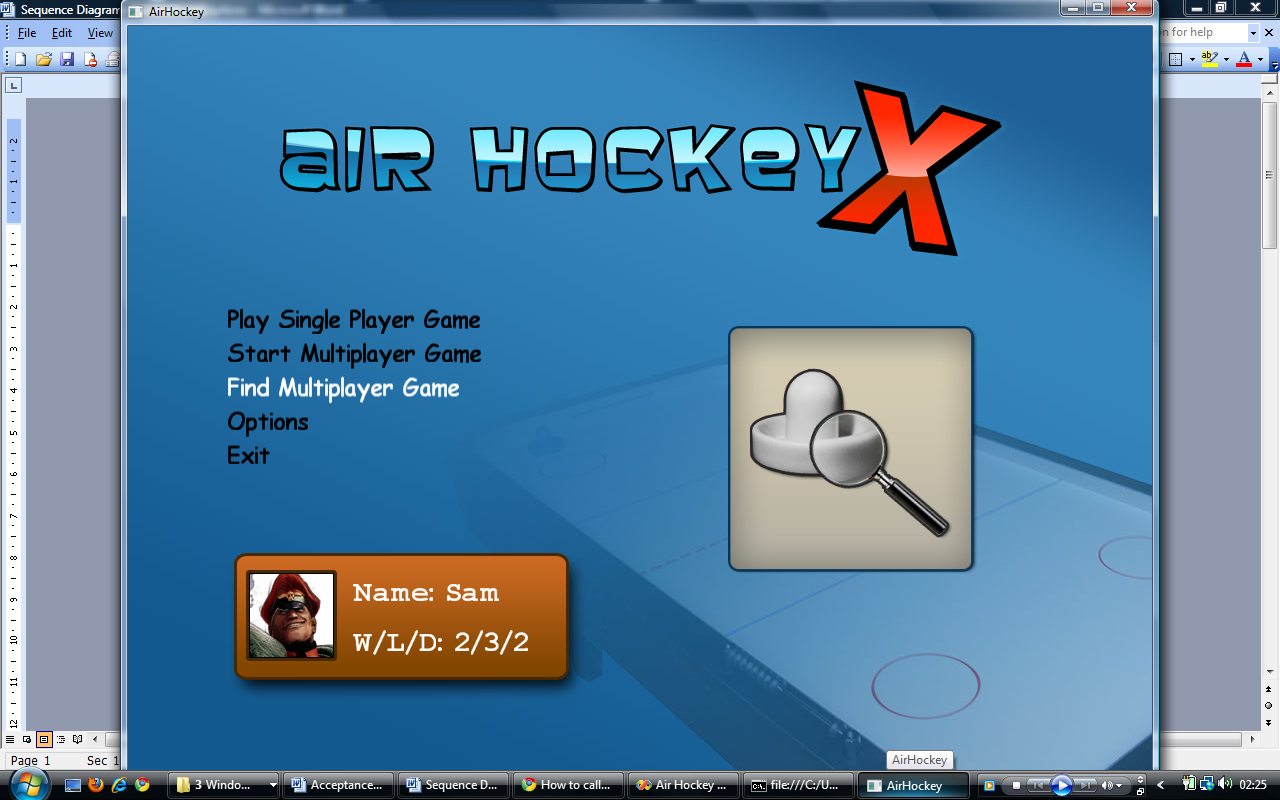 Sequence Diagram
AirHockey
File Edit View
n for help
AIR HOCKEY X
Play Single Player Game
Start Multiplayer Game
Find Multiplayer Game
Options
Exit
Name: Sam
W/L/D: 2/3/2
AirHockey
Page 1 Sec 1
3 Windo...
Acceptance...
Sequence D...
How to call...
Air Hockey ...
file:///C:/U...
AirHockey
02:25